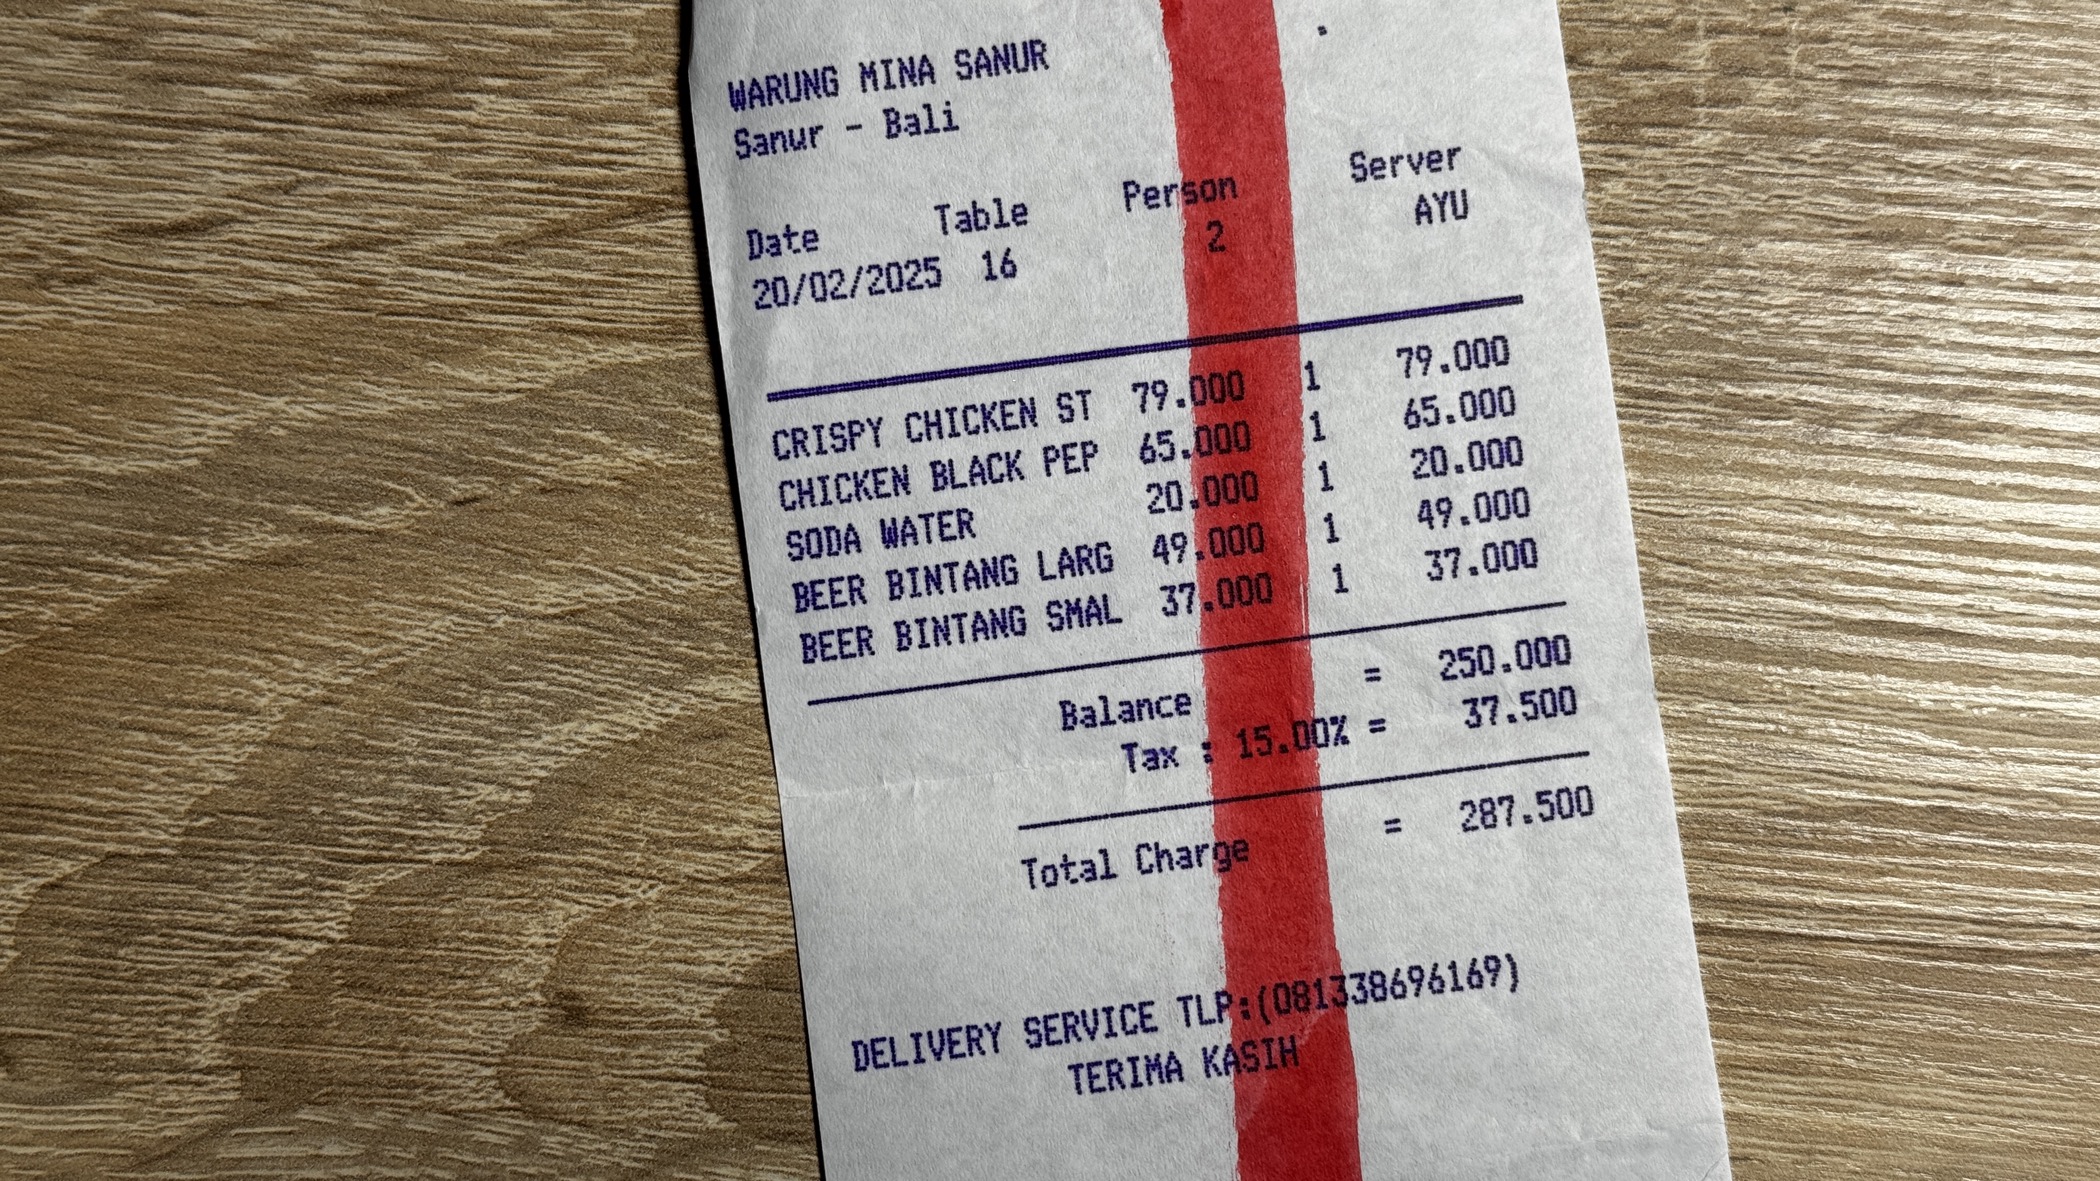 WARUNG MINA SANUR
Sanur - Bali
Date Table Person Server
20/02/2025 16 2 AYU
CRISPY CHICKEN ST 79.000 1 79.000
CHICKEN BLACK PEP 65.000 1 65.000
SODA WATER 20.000 1 20.000
BEER BINTANG LARG 49.000 1 49.000
BEER BINTANG SMAL 37.000 1 37.000
Balance = 250.000
Tax : 15.00% = 37.500
Total Charge = 287.500
DELIVERY SERVICE TLP:(081338696169)
TERIMA KASIH